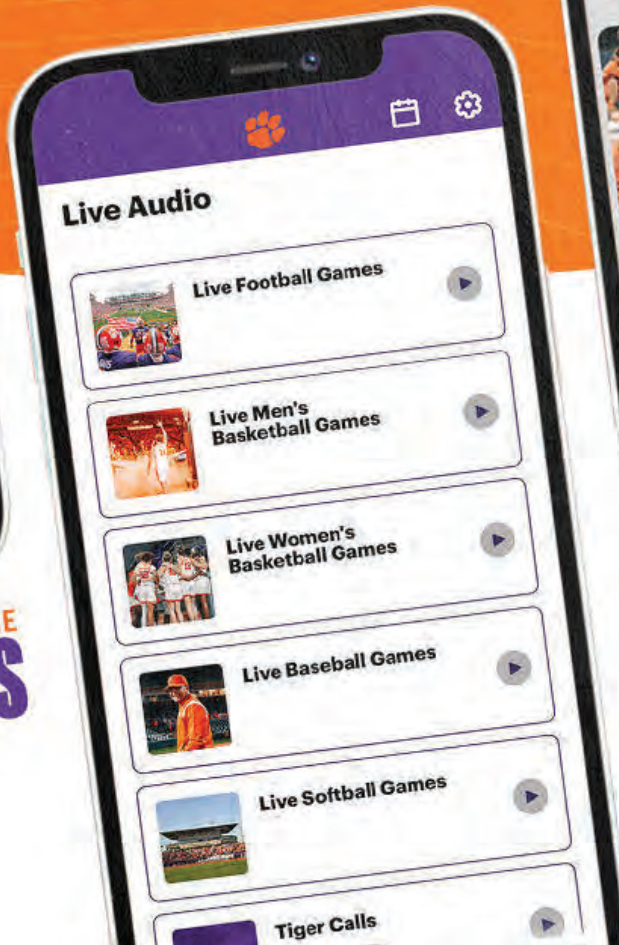 Live Audio
Live Football Games
Live Men's
Basketball Games
Live Women's
Basketball Games
Live Baseball Games
Live Softball Games
Tiger Calls
E
S